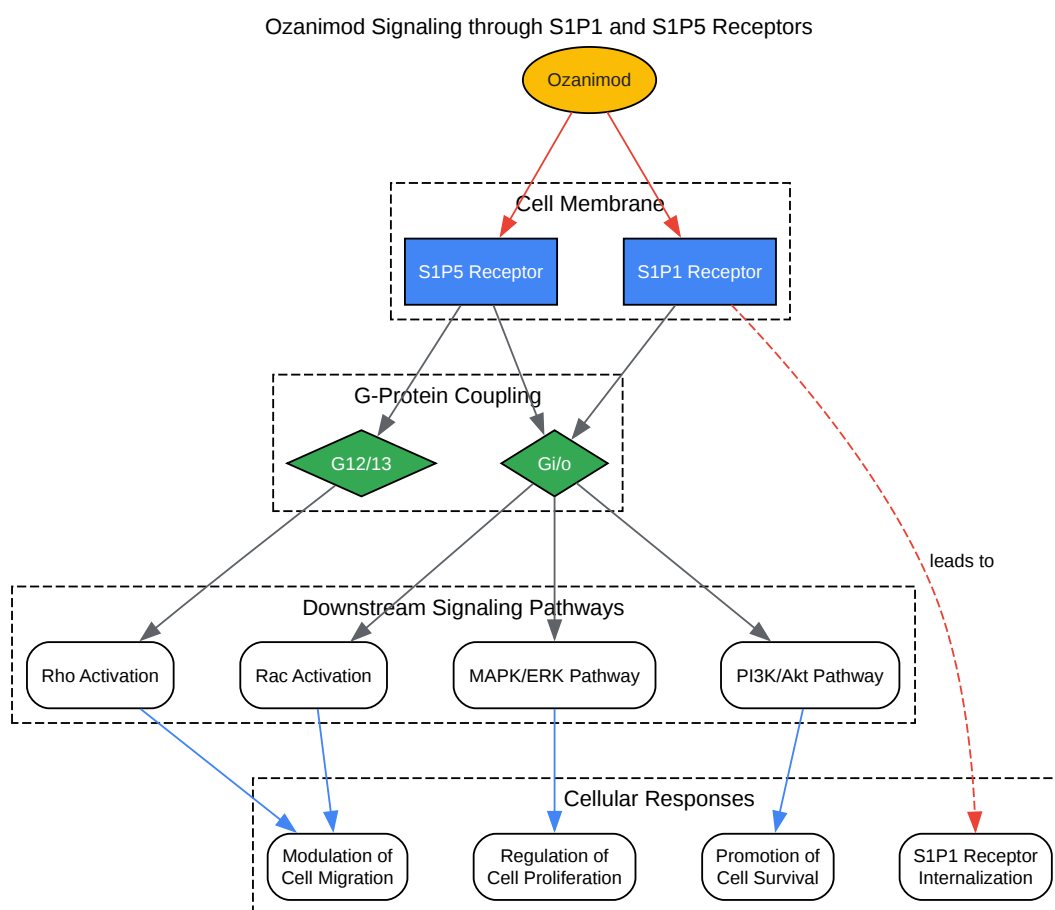 Ozanimod Signaling through S1P1 and S1P5 Receptors
Ozanimod
Cell Membrane
S1P5 Receptor
S1P1 Receptor
G-Protein Coupling
G12/13
Gi/o
leads to
Downstream Signaling Pathways
Rho Activation
Rac Activation
MAPK/ERK Pathway
PI3K/Akt Pathway
Cellular Responses
Modulation of
Cell Migration
Regulation of
Cell Proliferation
Promotion of
Cell Survival
S1P1 Receptor
Internalization